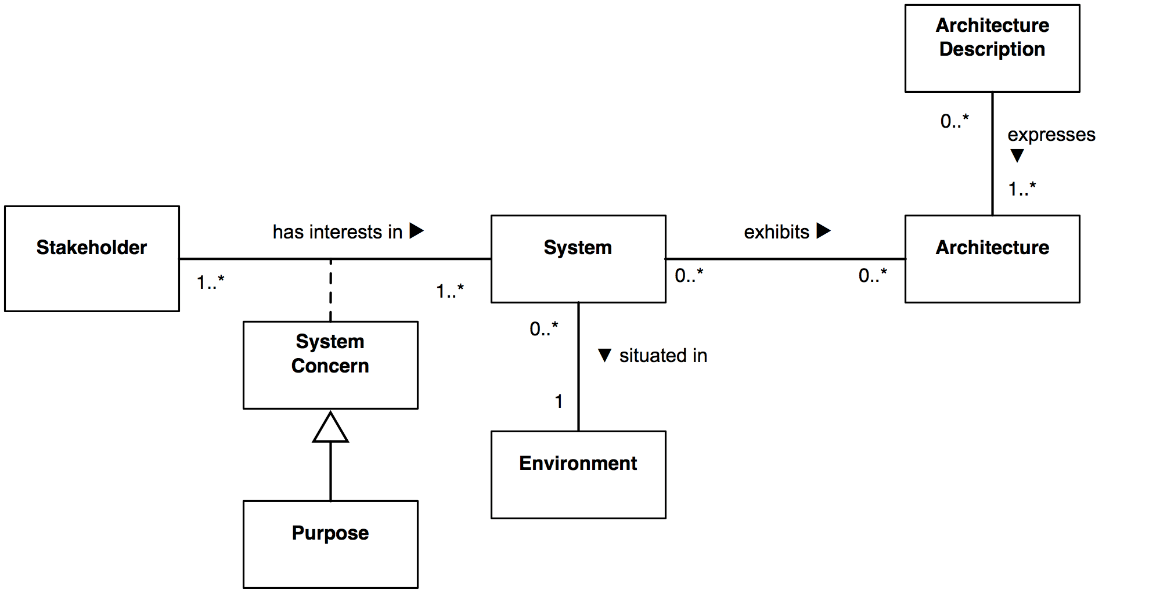 Architecture
Description
0..*
expresses
▼
1..*
Stakeholder
has interests in ▶
System
exhibits ▶
Architecture
1..*
1..*
0..*
0..*
System
Concern
0..*
▼ situated in
1
Environment
Purpose